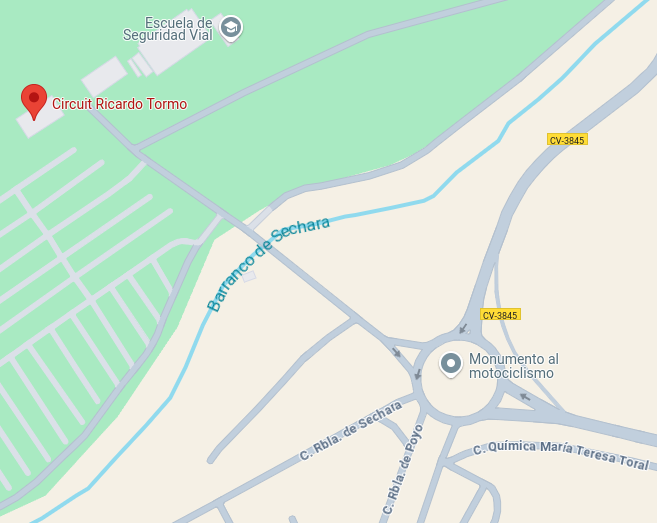 Escuela de
Seguridad Vial
Circuit Ricardo Tormo
CV-3845
Barranco de Sechara
CV-3845
Monumento al
motociclismo
C. Rbla. de Sechara
C. Rbla. de Poyo
C. Química María Teresa Toral